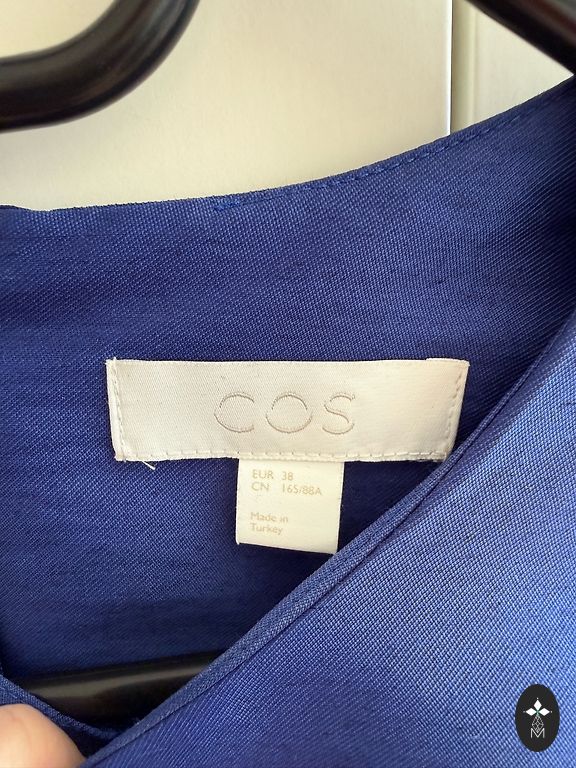 COS
EUR 38
CN 165/88A
Made in
Turkey
M